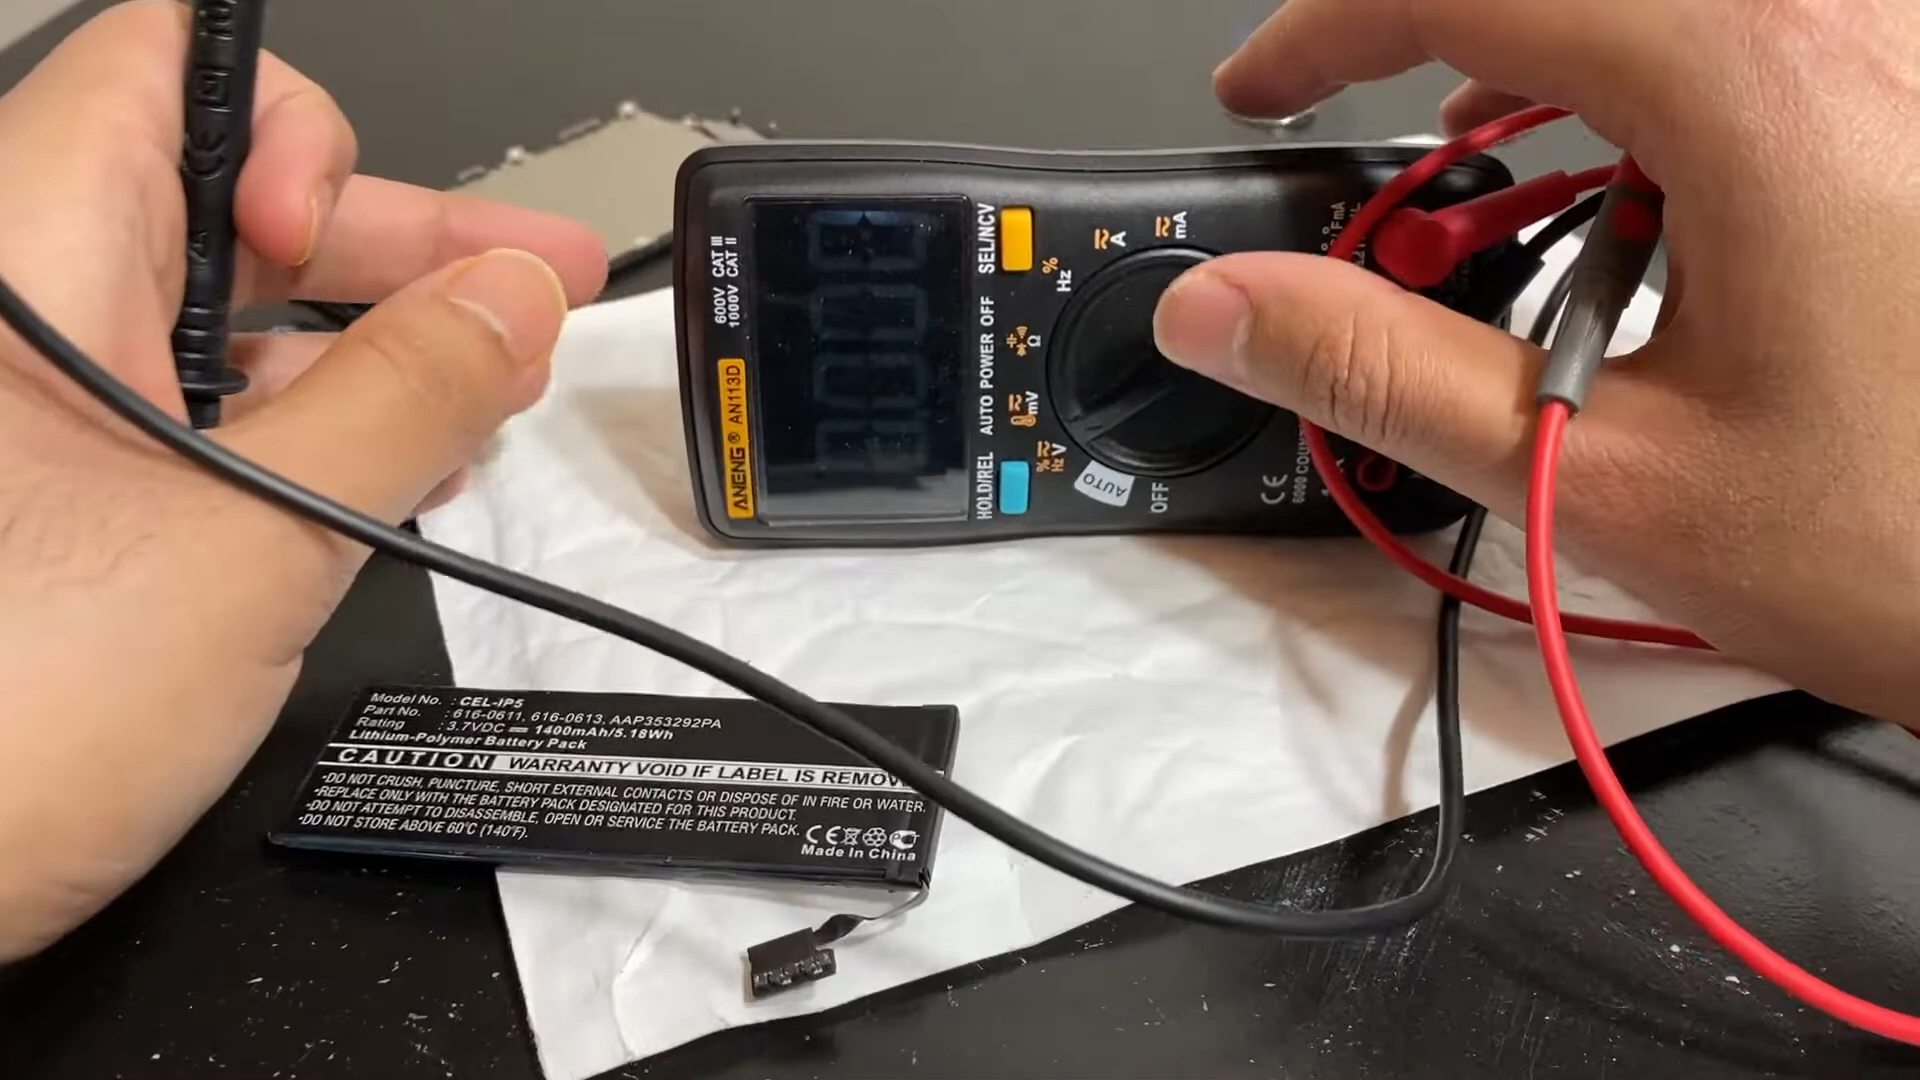 600V CAT III
1000V CAT II
ANENG® AN113D
SEL/NCV
AUTO POWER OFF
HOLD/REL
A
mA
%
Hz
Ω
mV
V
% Hz
AUTO
OFF
CE
6000 COU
CE
Model No. : CEL-IP5
Part No. : 616-0611, 616-0613, AAP353292PA
Rating : 3.7VDC ⎓ 1400mAh/5.18Wh
Lithium-Polymer Battery Pack
CAUTION WARRANTY VOID IF LABEL IS REMOV
•DO NOT CRUSH, PUNCTURE, SHORT EXTERNAL CONTACTS OR DISPOSE OF IN FIRE OR WATER.
•REPLACE ONLY WITH THE BATTERY PACK DESIGNATED FOR THIS PRODUCT.
•DO NOT ATTEMPT TO DISASSEMBLE, OPEN OR SERVICE THE BATTERY PACK.
•DO NOT STORE ABOVE 60°C (140°F).
CE
Made In China